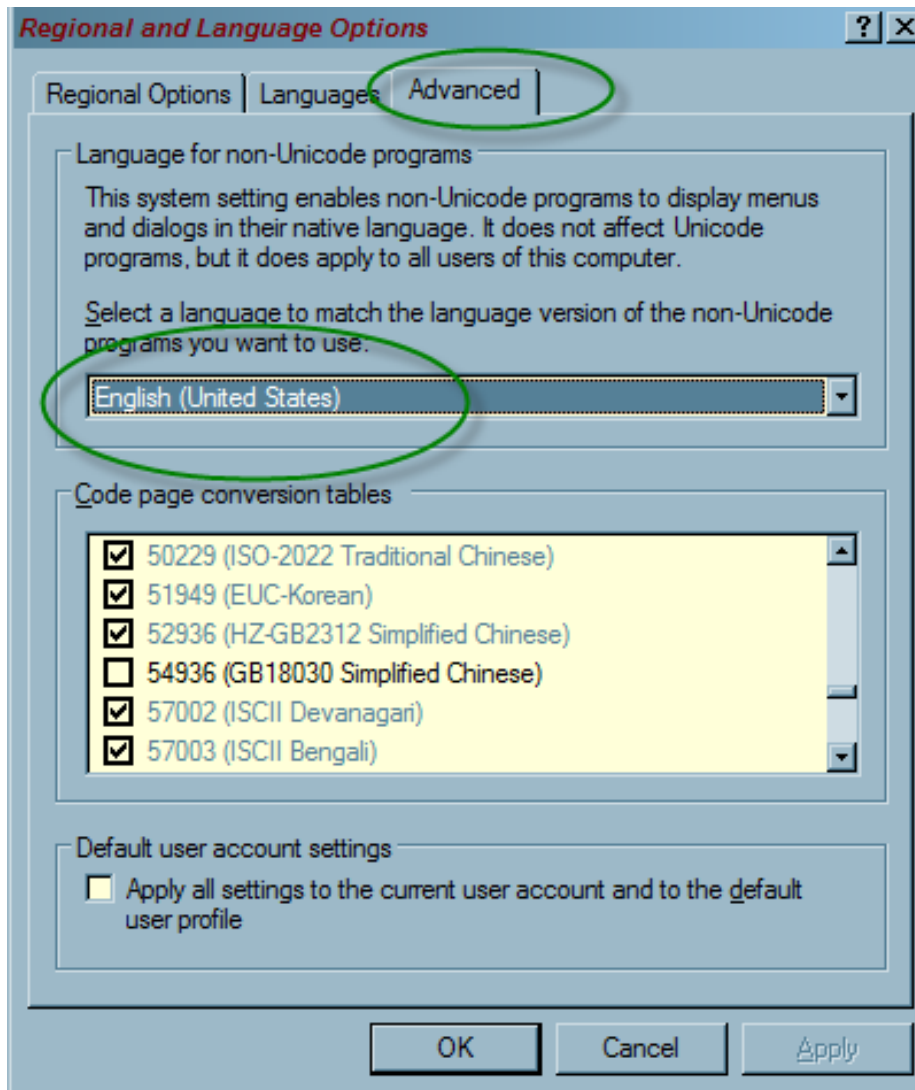 Regional and Language Options
Regional Options
Languages
Advanced
Language for non-Unicode programs
This system setting enables non-Unicode programs to display menus
and dialogs in their native language. It does not affect Unicode
programs, but it does apply to all users of this computer.
Select a language to match the language version of the non-Unicode
programs you want to use:
English (United States)
Code page conversion tables
50229 (ISO-2022 Traditional Chinese)
51949 (EUC-Korean)
52936 (HZ-GB2312 Simplified Chinese)
54936 (GB18030 Simplified Chinese)
57002 (ISCII Devanagari)
57003 (ISCII Bengali)
Default user account settings
Apply all settings to the current user account and to the default
user profile
OK
Cancel
Apply